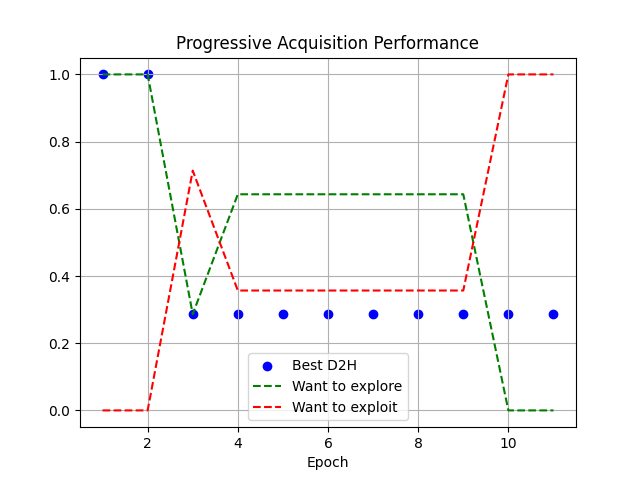 Progressive Acquisition Performance
1.0
0.8
0.6
0.4
0.2
0.0
Best D2H
Want to explore
Want to exploit
2 4 6 8 10
Epoch